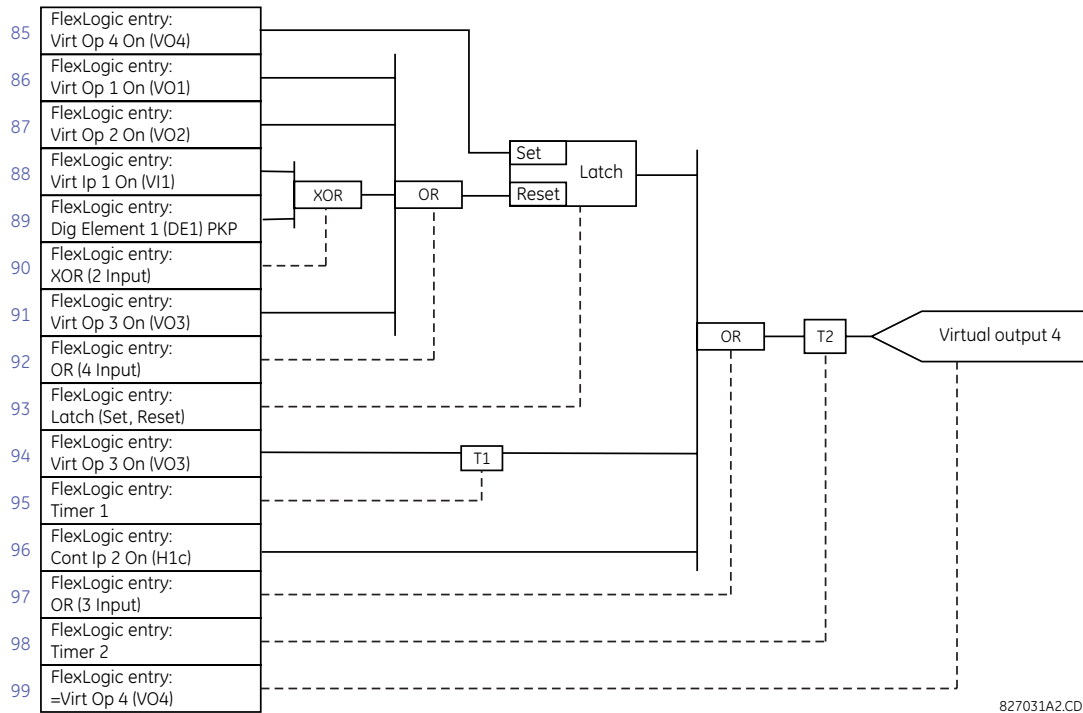 85
FlexLogic entry:
Virt Op 4 On (VO4)
86
FlexLogic entry:
Virt Op 1 On (VO1)
87
FlexLogic entry:
Virt Op 2 On (VO2)
88
FlexLogic entry:
Virt Ip 1 On (VI1)
89
FlexLogic entry:
Dig Element 1 (DE1) PKP
90
FlexLogic entry:
XOR (2 Input)
91
FlexLogic entry:
Virt Op 3 On (VO3)
92
FlexLogic entry:
OR (4 Input)
93
FlexLogic entry:
Latch (Set, Reset)
94
FlexLogic entry:
Virt Op 3 On (VO3)
95
FlexLogic entry:
Timer 1
96
FlexLogic entry:
Cont Ip 2 On (H1c)
97
FlexLogic entry:
OR (3 Input)
98
FlexLogic entry:
Timer 2
99
FlexLogic entry:
=Virt Op 4 (VO4)
XOR
OR
Set
Reset
Latch
T1
OR
T2
Virtual output 4
827031A2.CD